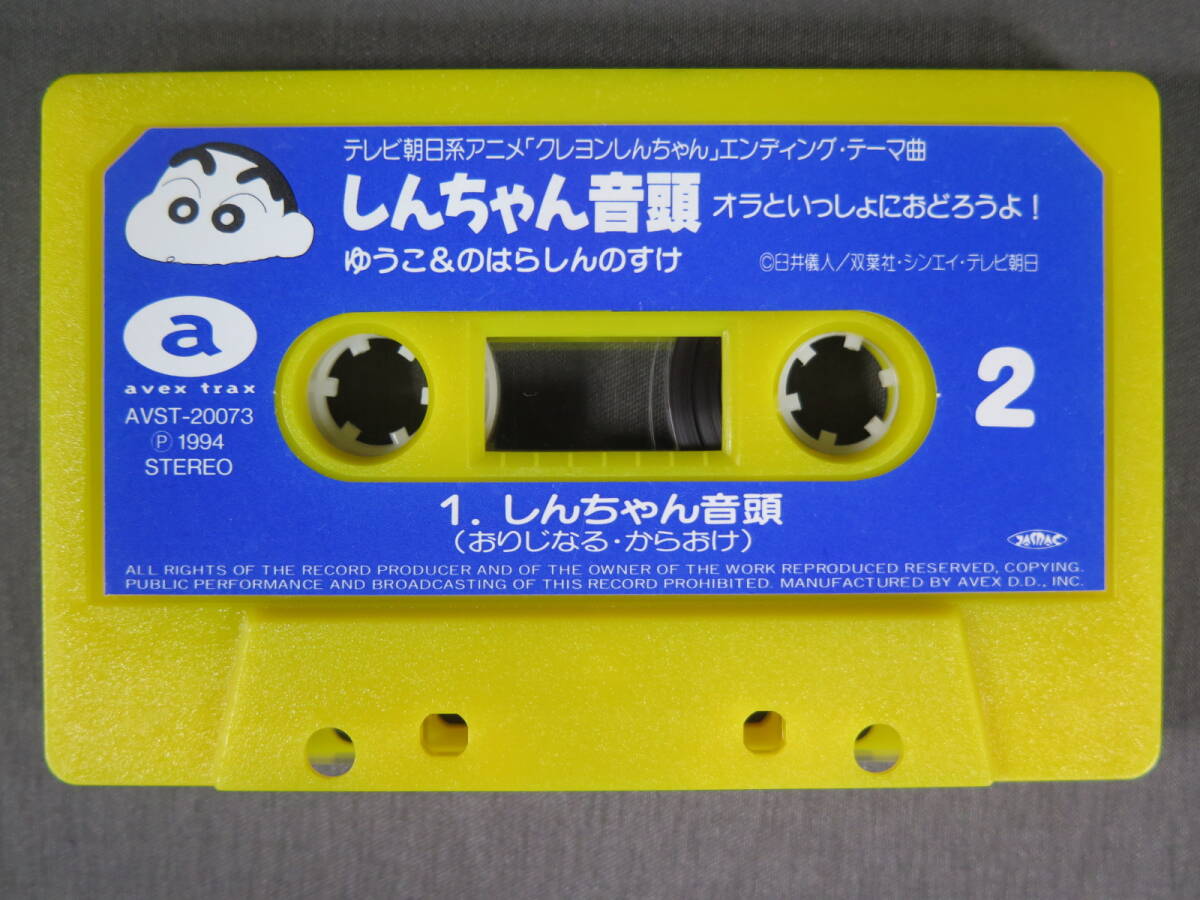 テレビ朝日系アニメ「クレヨンしんちゃん」エンディング・テーマ曲
しんちゃん音頭 オラといっしょにおどろうよ!
ゆうこ&のはらしんのすけ ©臼井儀人/双葉社・シンエイ・テレビ朝日
a
avex trax
AVST-20073
Ⓟ 1994
STEREO
2
1. しんちゃん音頭
(おりじなる・からおけ)
JASRAC
ALL RIGHTS OF THE RECORD PRODUCER AND OF THE OWNER OF THE WORK REPRODUCED RESERVED, COPYING.
PUBLIC PERFORMANCE AND BROADCASTING OF THIS RECORD PROHIBITED. MANUFACTURED BY AVEX D.D., INC.